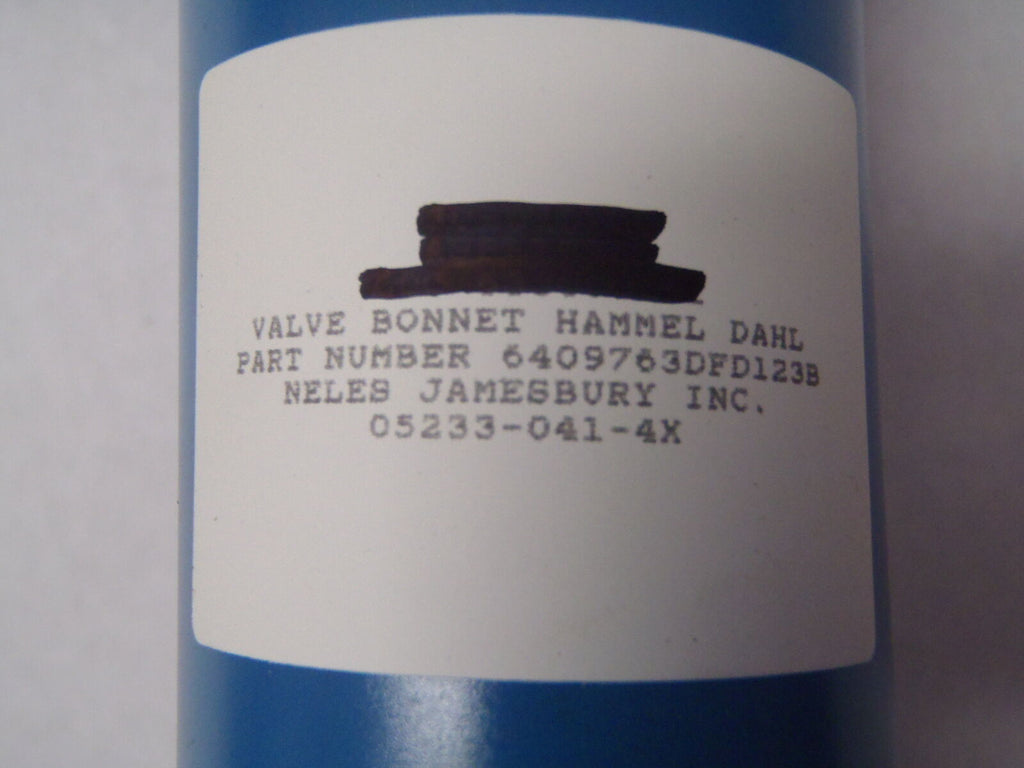 VALVE BONNET HAMMEL DAHL
PART NUMBER 6409763DFD123B
NELES JAMESBURY INC.
05233-041-4X